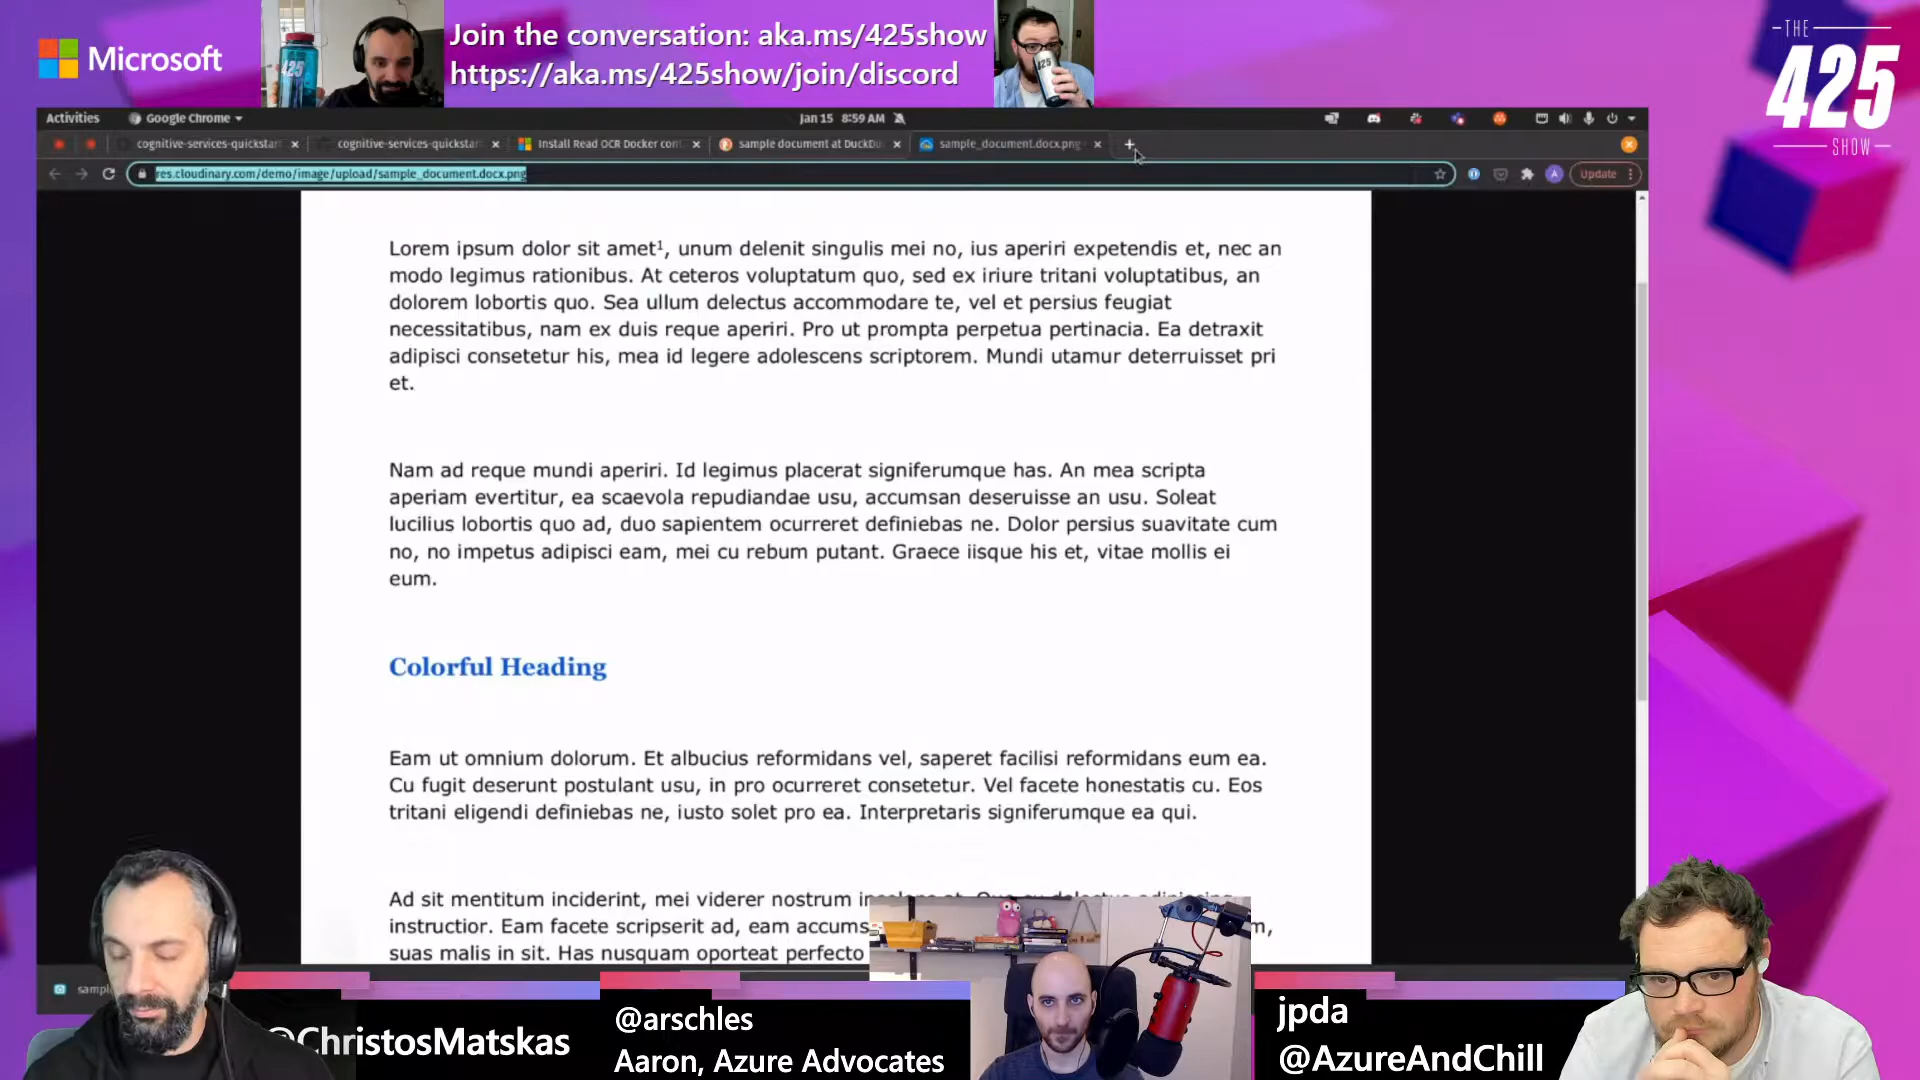 Microsoft
Join the conversation: aka.ms/425show
https://aka.ms/425show/join/discord
THE
425
SHOW
Activities
Google Chrome
Jan 15 8:59 AM
cognitive-services-quickstar
cognitive-services-quickstar
Install Read OCR Docker con
sample document at DuckDu
sample_document.docx.png
res.cloudinary.com/demo/image/upload/sample_document.docx.png
Update
Lorem ipsum dolor sit amet¹, unum delenit singulis mei no, ius aperiri expetendis et, nec an
modo legimus rationibus. At ceteros voluptatum quo, sed ex iriure tritani voluptatibus, an
dolorem lobortis quo. Sea ullum delectus accommodare te, vel et persius feugiat
necessitatibus, nam ex duis reque aperiri. Pro ut prompta perpetua pertinacia. Ea detraxit
adipisci consetetur his, mea id legere adolescens scriptorem. Mundi utamur deterruisset pri
et.
Nam ad reque mundi aperiri. Id legimus placerat signiferumque has. An mea scripta
aperiam evertitur, ea scaevola repudiandae usu, accumsan deseruisse an usu. Soleat
lucilius lobortis quo ad, duo sapientem ocurreret definiebas ne. Dolor persius suavitate cum
no, no impetus adipisci eam, mei cu rebum putant. Graece iisque his et, vitae mollis ei
eum.
Colorful Heading
Eam ut omnium dolorum. Et albucius reformidans vel, saperet facilisi reformidans eum ea.
Cu fugit deserunt postulant usu, in pro ocurreret consetetur. Vel facete honestatis cu. Eos
tritani eligendi definiebas ne, iusto solet pro ea. Interpretaris signiferumque ea qui.
Ad sit mentitum inciderint, mei viderer nostrum
instructior. Eam facete scripserit ad, eam accums
suas malis in sit. Has nusquam oporteat perfecto
sampl
@ChristosMatskas
@arschles
Aaron, Azure Advocates
jpda
@AzureAndChill